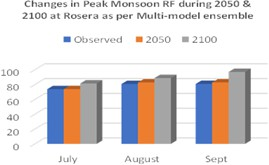 Changes in Peak Monsoon RF during 2050 &
2100 at Rosera as per Multi-model ensemble
Observed 2050 2100
100
80
60
40
20
0
July August Sept